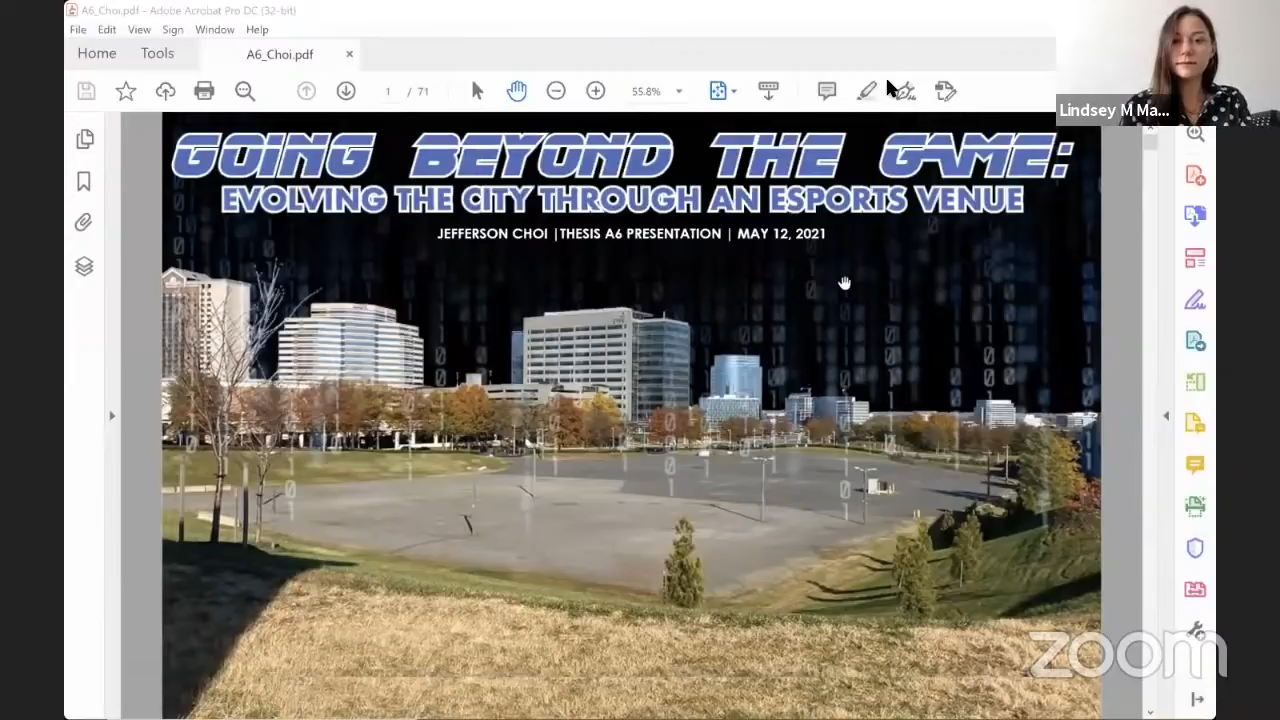 A6_Choi.pdf - Adobe Acrobat Pro DC (32-bit)
File Edit View Sign Window Help
Home Tools A6_Choi.pdf ×
1 / 71 55.8%
Lindsey M Ma...
GOING BEYOND THE GAME:
EVOLVING THE CITY THROUGH AN ESPORTS VENUE
JEFFERSON CHOI |THESIS A6 PRESENTATION | MAY 12, 2021
zoom